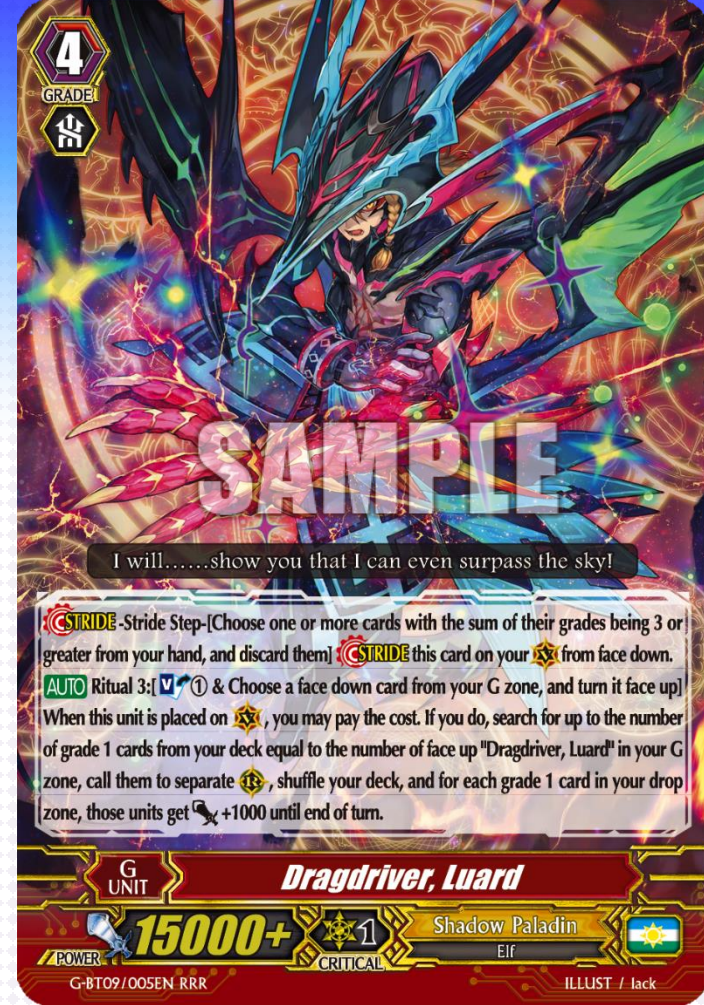 4
GRADE
SAMPLE
I will......show you that I can even surpass the sky!
STRIDE -Stride Step-[Choose one or more cards with the sum of their grades being 3 or
greater from your hand, and discard them] STRIDE this card on your V from face down.
AUTO Ritual 3:[ V ① & Choose a face down card from your G zone, and turn it face up]
When this unit is placed on V, you may pay the cost. If you do, search for up to the number
of grade 1 cards from your deck equal to the number of face up "Dragdriver, Luard" in your G
zone, call them to separate R, shuffle your deck, and for each grade 1 card in your drop
zone, those units get +1000 until end of turn.
G
UNIT
Dragdriver, Luard
POWER
15000+
1
CRITICAL
Shadow Paladin
Elf
G-BT09/005EN RRR
ILLUST / lack